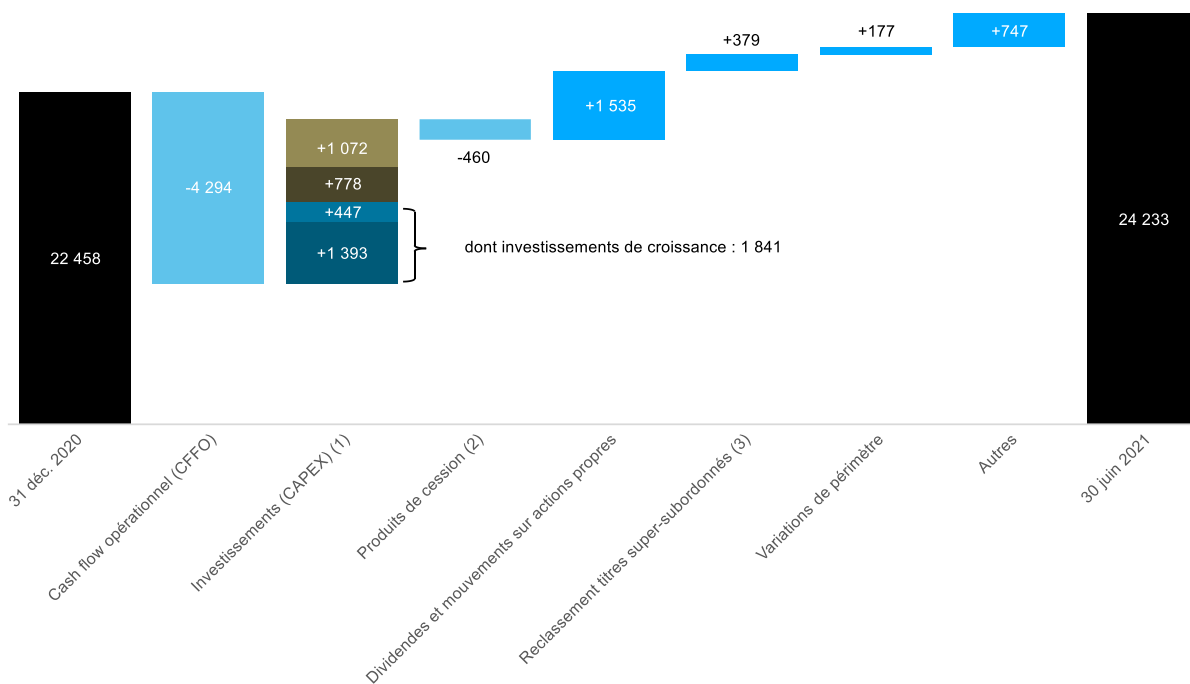 +379
+177
+747
+1 535
+1 072
-460
+778
-4 294
+447
24 233
dont investissements de croissance : 1 841
+1 393
22 458
31 déc. 2020
Cash flow opérationnel (CFFO)
Investissements (CAPEX) (1)
Produits de cession (2)
Dividendes et mouvements sur actions propres
Reclassement titres super-subordonnés (3)
Variations de périmètre
Autres
30 juin 2021